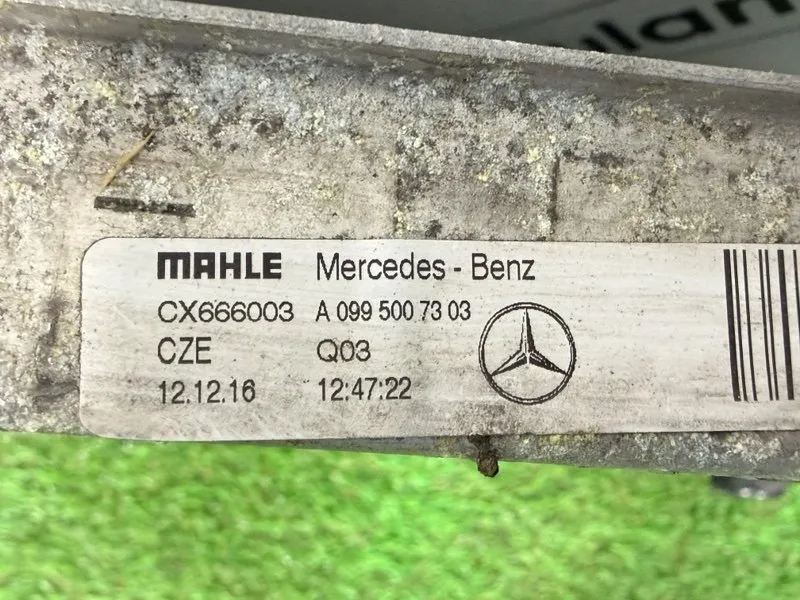 MAHLE Mercedes - Benz
CX666003 A 099 500 73 03
CZE Q03
12.12.16 12:47:22